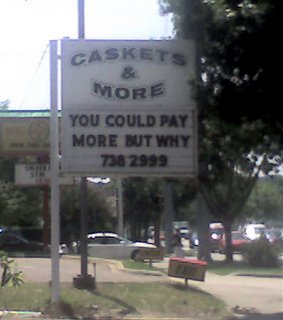 CASKETS
&
MORE
YOU COULD PAY
MORE BUT WHY
738 2999